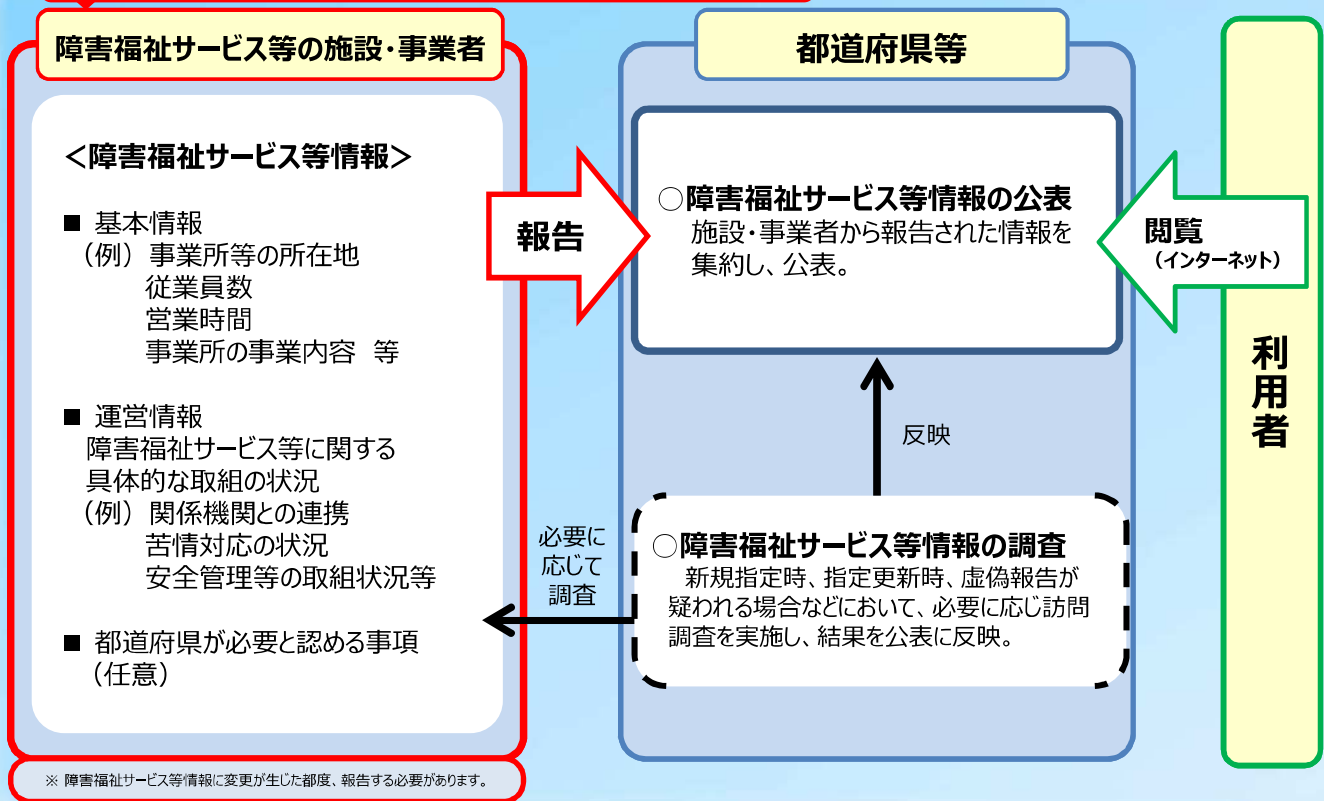 障害福祉サービス等の施設・事業者
＜障害福祉サービス等情報＞
■ 基本情報
（例）事業所等の所在地
従業員数
営業時間
事業所の事業内容 等
■ 運営情報
障害福祉サービス等に関する
具体的な取組の状況
（例）関係機関との連携
苦情対応の状況
安全管理等の取組状況等
■ 都道府県が必要と認める事項
（任意）
※ 障害福祉サービス等情報に変更が生じた都度、報告する必要があります。
報告
必要に
応じて
調査
都道府県等
○障害福祉サービス等情報の公表
施設・事業者から報告された情報を
集約し、公表。
反映
○障害福祉サービス等情報の調査
新規指定時、指定更新時、虚偽報告が
疑われる場合などにおいて、必要に応じ訪問
調査を実施し、結果を公表に反映。
閲覧
（インターネット）
利用者